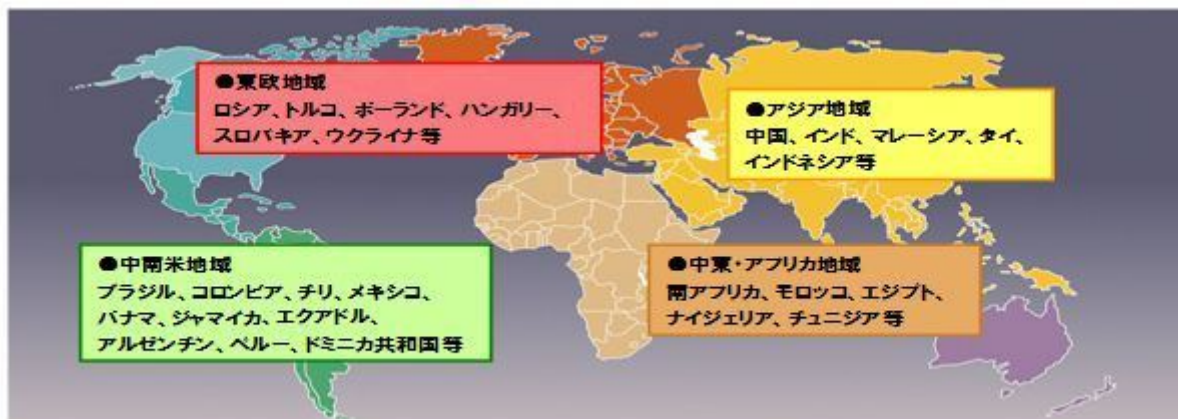 ●東欧地域
ロシア、トルコ、ポーランド、ハンガリー、
スロバキア、ウクライナ等
●アジア地域
中国、インド、マレーシア、タイ、
インドネシア等
●中南米地域
ブラジル、コロンビア、チリ、メキシコ、
パナマ、ジャマイカ、エクアドル、
アルゼンチン、ペルー、ドミニカ共和国等
●中東・アフリカ地域
南アフリカ、モロッコ、エジプト、
ナイジェリア、チュニジア等